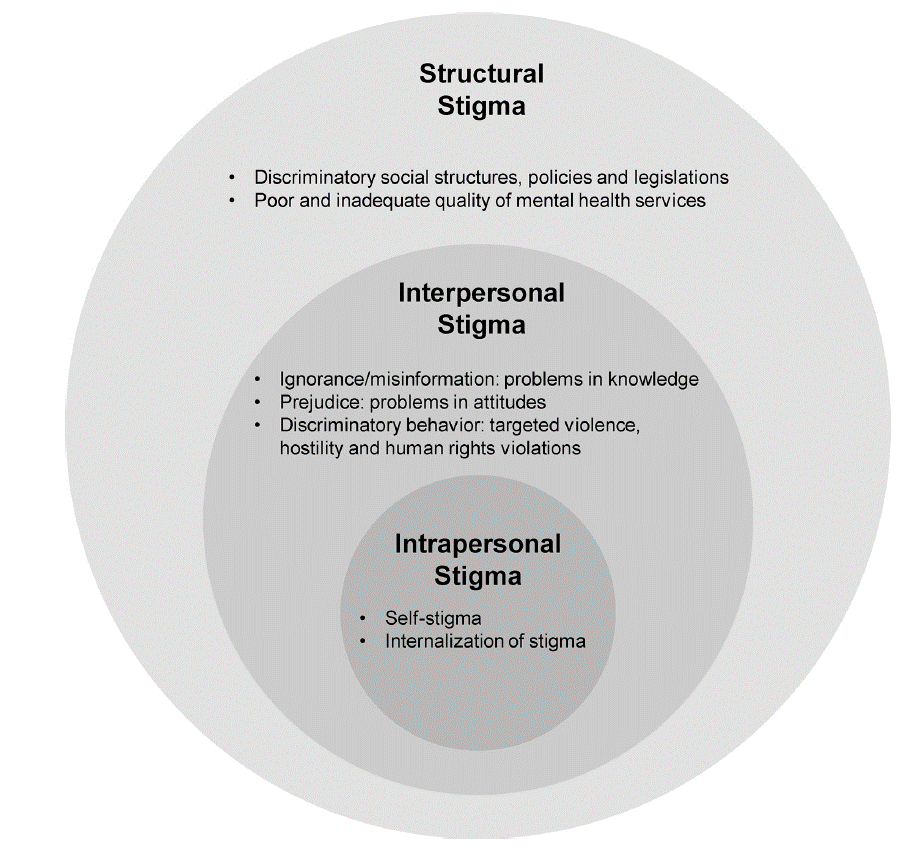 Structural
Stigma
• Discriminatory social structures, policies and legislations
• Poor and inadequate quality of mental health services
Interpersonal
Stigma
• Ignorance/misinformation: problems in knowledge
• Prejudice: problems in attitudes
• Discriminatory behavior: targeted violence,
hostility and human rights violations
Intrapersonal
Stigma
• Self-stigma
• Internalization of stigma